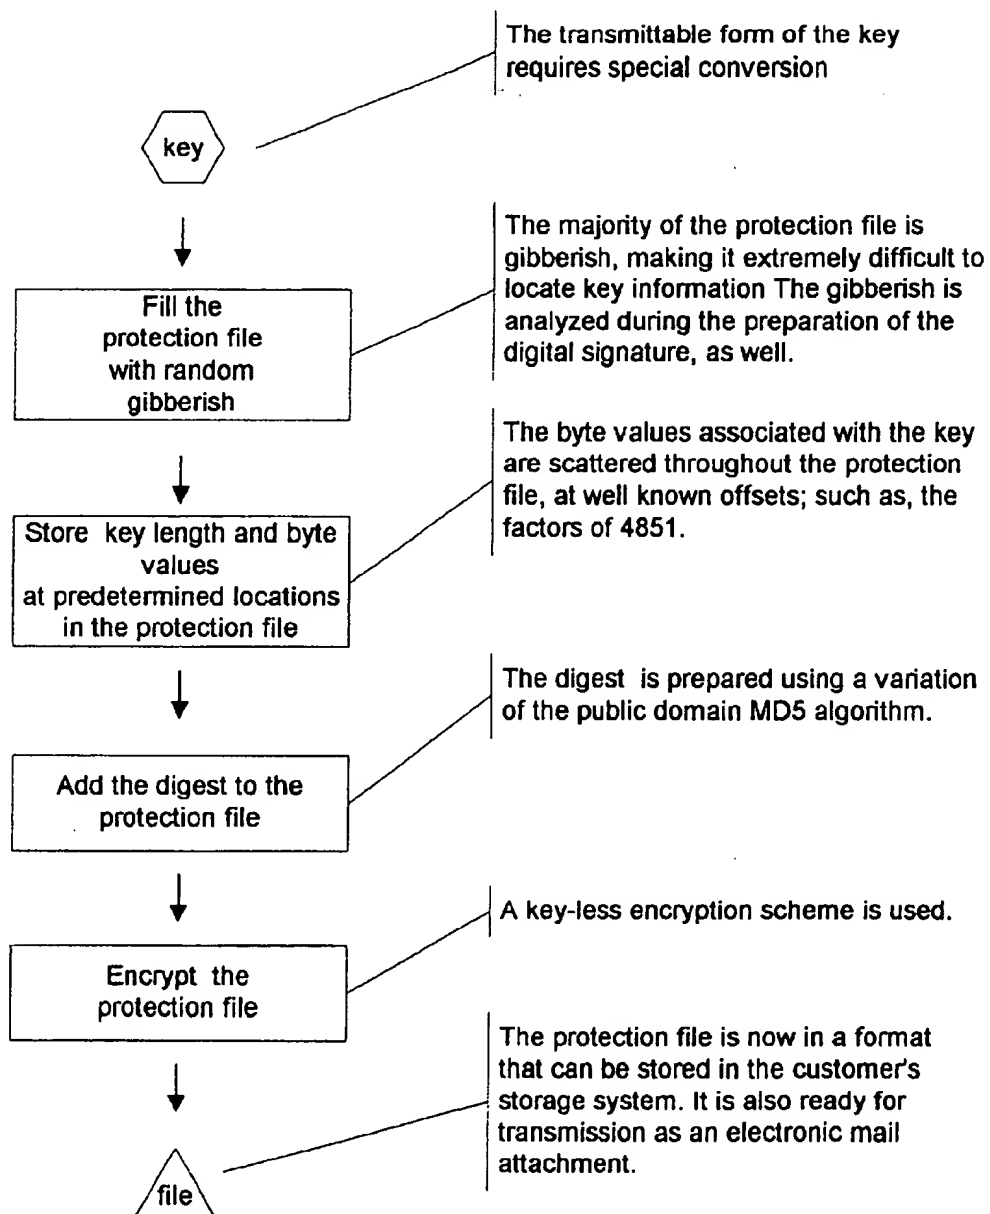 The transmittable form of the key
requires special conversion
key
The majority of the protection file is
gibberish, making it extremely difficult to
locate key information The gibberish is
analyzed during the preparation of the
digital signature, as well.
Fill the
protection file
with random
gibberish
The byte values associated with the key
are scattered throughout the protection
file, at well known offsets; such as, the
factors of 4851.
Store key length and byte
values
at predetermined locations
in the protection file
The digest is prepared using a variation
of the public domain MD5 algorithm.
Add the digest to the
protection file
A key-less encryption scheme is used.
Encrypt the
protection file
The protection file is now in a format
that can be stored in the customer's
storage system. It is also ready for
transmission as an electronic mail
attachment.
file